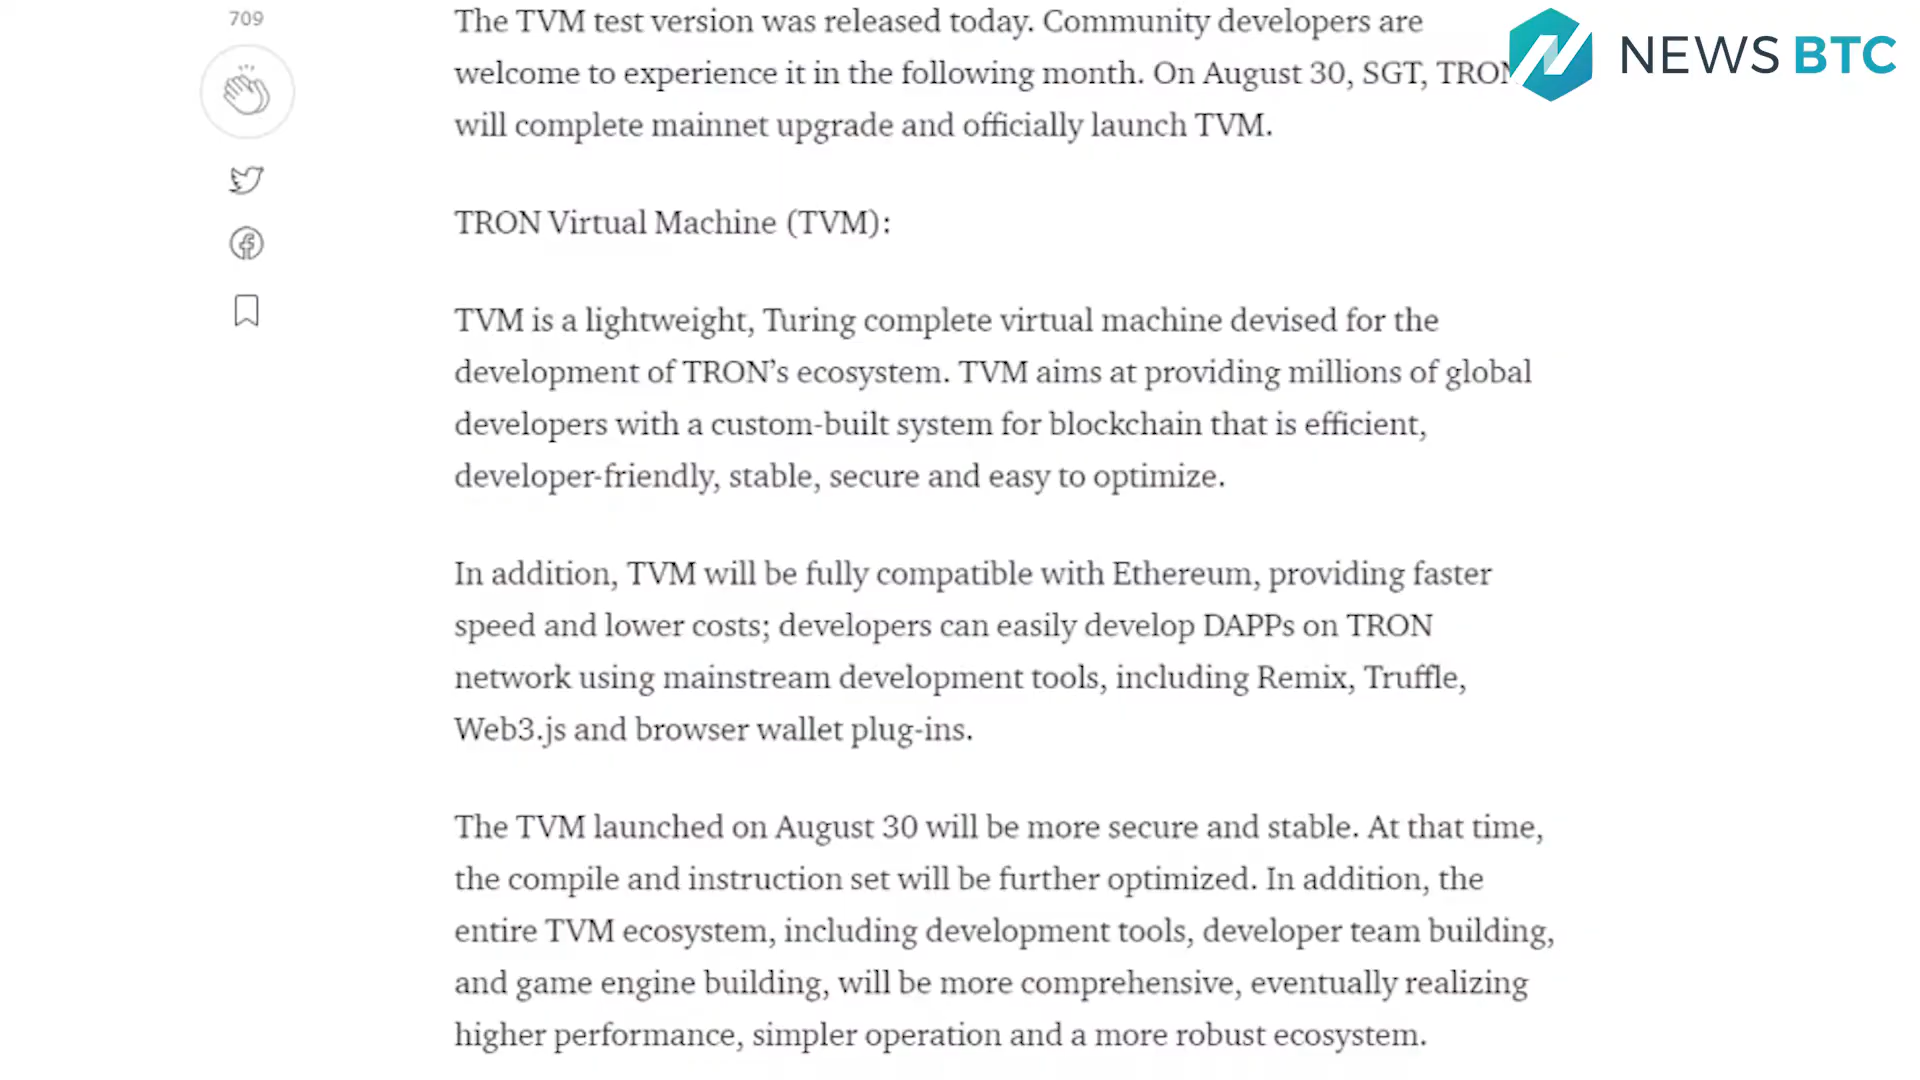 709
The TVM test version was released today. Community developers are
welcome to experience it in the following month. On August 30, SGT, TRON
will complete mainnet upgrade and officially launch TVM.
NEWS BTC
TRON Virtual Machine (TVM):
TVM is a lightweight, Turing complete virtual machine devised for the
development of TRON’s ecosystem. TVM aims at providing millions of global
developers with a custom-built system for blockchain that is efficient,
developer-friendly, stable, secure and easy to optimize.
In addition, TVM will be fully compatible with Ethereum, providing faster
speed and lower costs; developers can easily develop DAPPs on TRON
network using mainstream development tools, including Remix, Truffle,
Web3.js and browser wallet plug-ins.
The TVM launched on August 30 will be more secure and stable. At that time,
the compile and instruction set will be further optimized. In addition, the
entire TVM ecosystem, including development tools, developer team building,
and game engine building, will be more comprehensive, eventually realizing
higher performance, simpler operation and a more robust ecosystem.